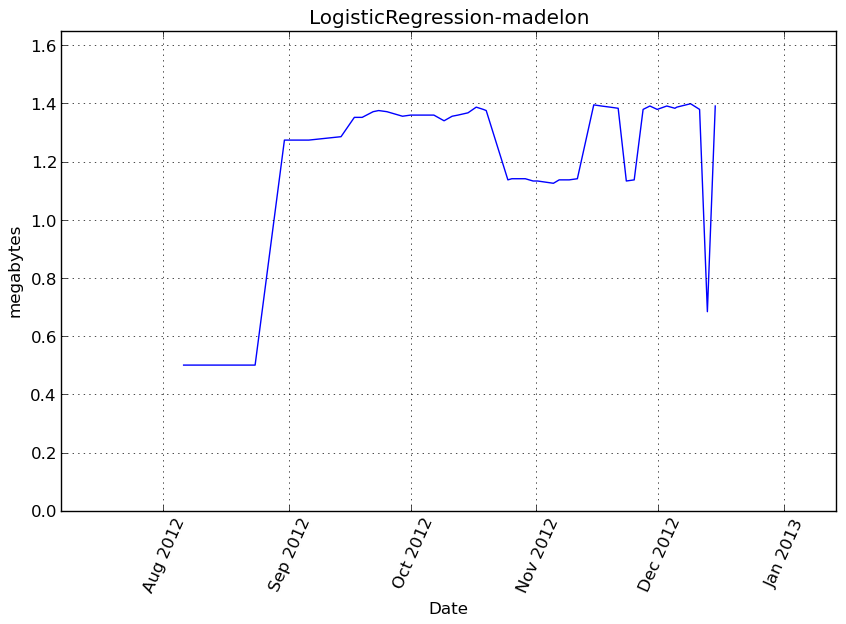 LogisticRegression-madelon
1.6
1.4
1.2
1.0
0.8
0.6
0.4
0.2
0.0
megabytes
Aug 2012
Sep 2012
Oct 2012
Nov 2012
Dec 2012
Jan 2013
Date